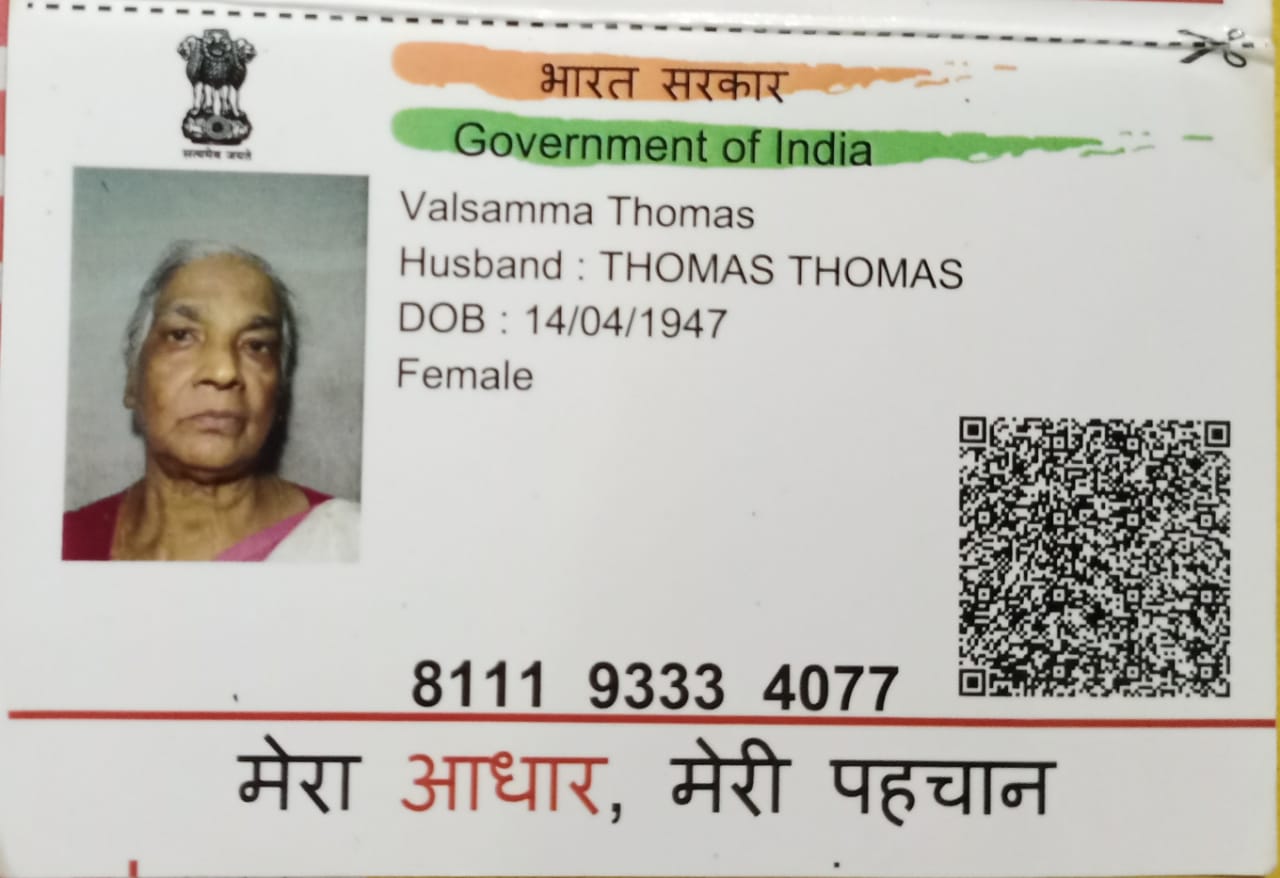 सत्यमेव जयते
भारत सरकार
Government of India
Valsamma Thomas
Husband : THOMAS THOMAS
DOB : 14/04/1947
Female
8111 9333 4077
मेरा आधार, मेरी पहचान